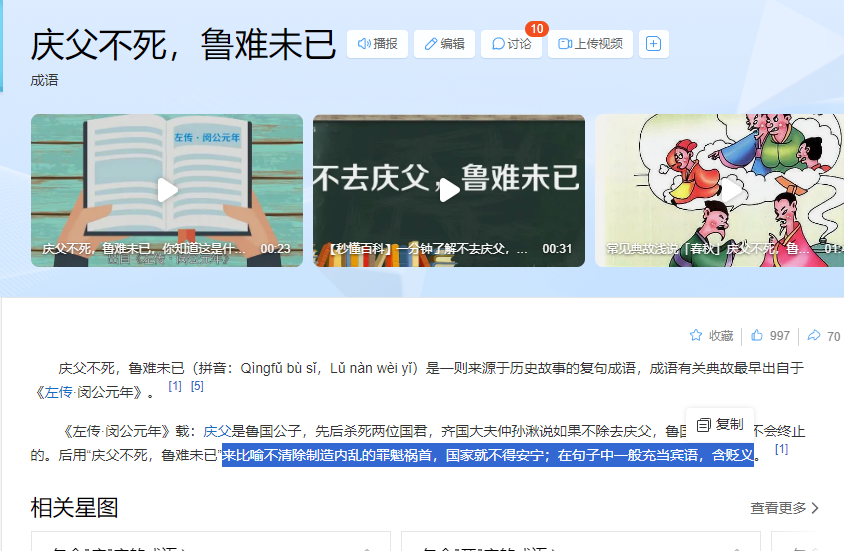 庆父不死，鲁难未已 播报 编辑 讨论 10 上传视频
成语
左传·闵公元年
不去庆父，鲁难未已
庆父不死，鲁难未已，你知道这是什... 00:23
【秒懂百科】一分钟了解不去庆父，... 00:31
常见典故浅说「春秋」庆父不死，鲁...
收藏 997 70
庆父不死，鲁难未已（拼音：Qìngfǔ bù sǐ，Lǔ nàn wèi yǐ）是一则来源于历史故事的复句成语，成语有关典故最早出自于
《左传·闵公元年》。 [1] [5]
复制
《左传·闵公元年》载：庆父是鲁国公子，先后杀死两位国君，齐国大夫仲孙湫说如果不除去庆父，鲁国 不会终止
的。后用“庆父不死，鲁难未已”来比喻不清除制造内乱的罪魁祸首，国家就不得安宁；在句子中一般充当宾语，含贬义。 [1]
相关星图 查看更多